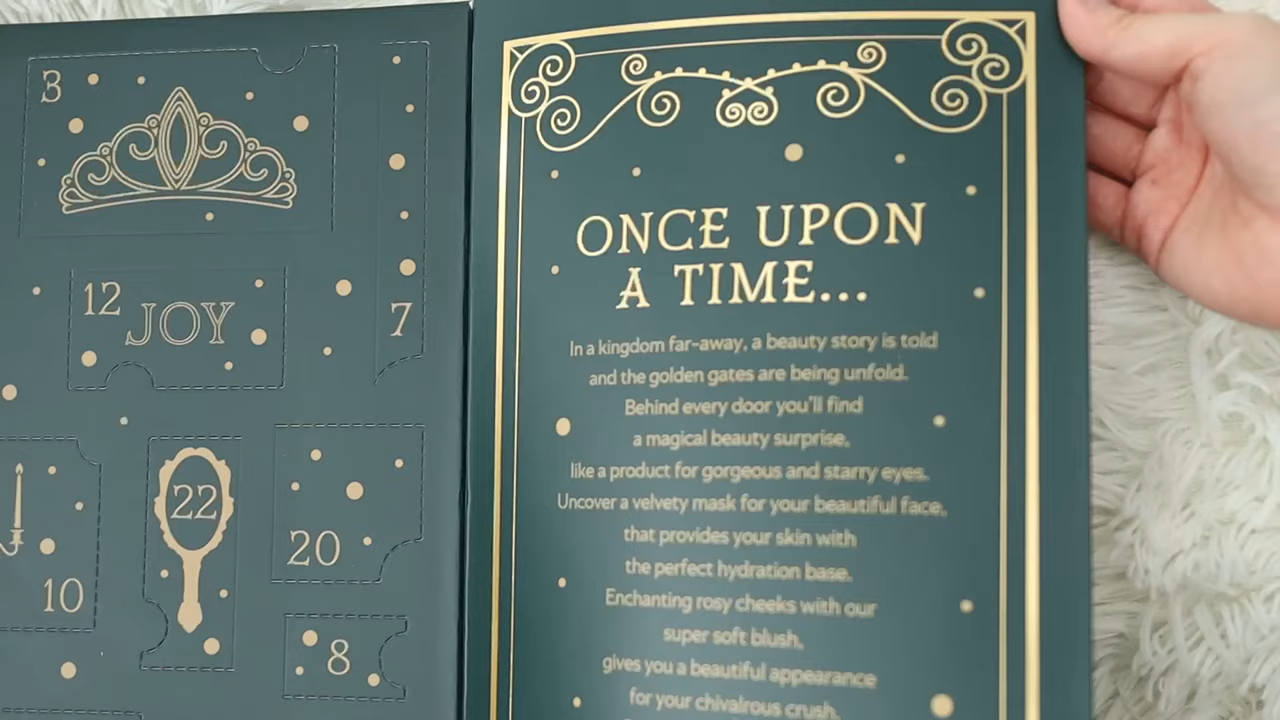 3
12 JOY
7
22
20
10
8
ONCE UPON
A TIME...
In a kingdom far-away, a beauty story is told
and the golden gates are being unfold.
Behind every door you'll find
a magical beauty surprise,
like a product for gorgeous and starry eyes.
Uncover a velvety mask for your beautiful face,
that provides your skin with
the perfect hydration base.
Enchanting rosy cheeks with our
super soft blush,
gives you a beautiful appearance
for your chivalrous crush.